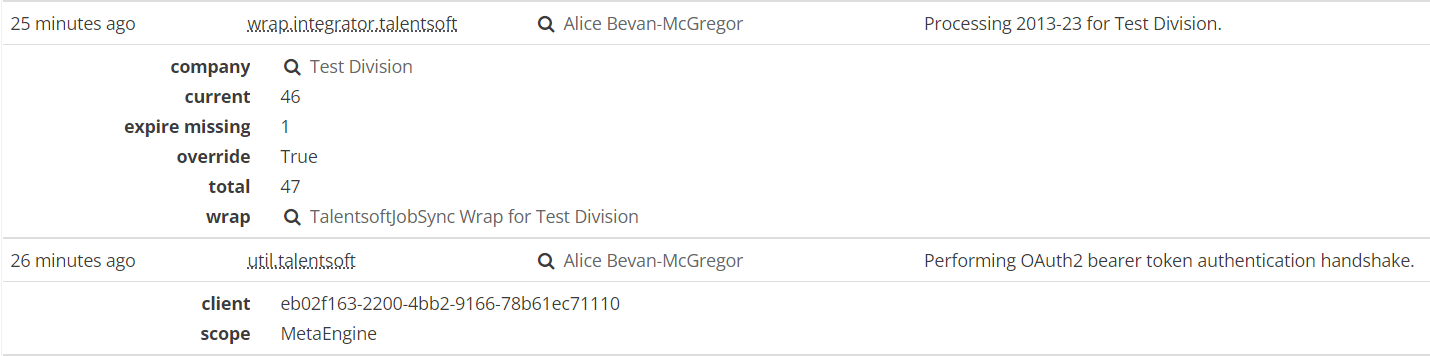 25 minutes ago wrap.integrator.talentsoft Alice Bevan-McGregor Processing 2013-23 for Test Division.
company Test Division
current 46
expire missing 1
override True
total 47
wrap TalentsoftJobSync Wrap for Test Division
26 minutes ago util.talentsoft Alice Bevan-McGregor Performing OAuth2 bearer token authentication handshake.
client eb02f163-2200-4bb2-9166-78b61ec71110
scope MetaEngine